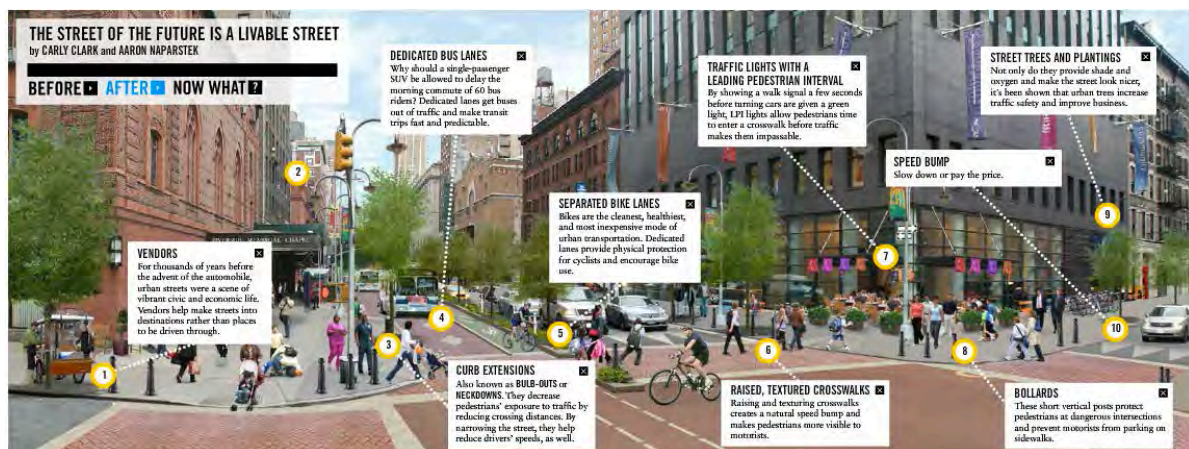 THE STREET OF THE FUTURE IS A LIVABLE STREET
by CARLY CLARK and AARON NAPARSTEK
BEFORE AFTER NOW WHAT ?
VENDORS
For thousands of years before
the advent of the automobile,
urban streets were a scene of
vibrant civic and economic life.
Vendors help make streets into
destinations rather than places
to be driven through.
DEDICATED BUS LANES
Why should a single-passenger
SUV be allowed to delay the
morning commute of 60 bus
riders? Dedicated lanes get buses
out of traffic and make transit
trips fast and predictable.
CURB EXTENSIONS
Also known as BULB-OUTS or
NECKDOWNS. They decrease
pedestrians' exposure to traffic by
reducing crossing distances. By
narrowing the street, they help
reduce drivers' speeds, as well.
SEPARATED BIKE LANES
Bikes are the cleanest, healthiest,
and most inexpensive mode of
urban transportation. Dedicated
lanes provide physical protection
for cyclists and encourage bike
use.
TRAFFIC LIGHTS WITH A
LEADING PEDESTRIAN INTERVAL
By showing a walk signal a few seconds
before turning cars are given a green
light, LPI lights allow pedestrians time
to enter a crosswalk before traffic
makes them impassable.
RAISED, TEXTURED CROSSWALKS
Raising and texturing crosswalks
creates a natural speed bump and
makes pedestrians more visible to
motorists.
SPEED BUMP
Slow down or pay the price.
STREET TREES AND PLANTINGS
Not only do they provide shade and
oxygen and make the street look nicer,
it's been shown that urban trees increase
traffic safety and improve business.
BOLLARDS
These short vertical posts protect
pedestrians at dangerous intersections
and prevent motorists from parking on
sidewalks.
1
2
3
4
5
6
7
8
9
10